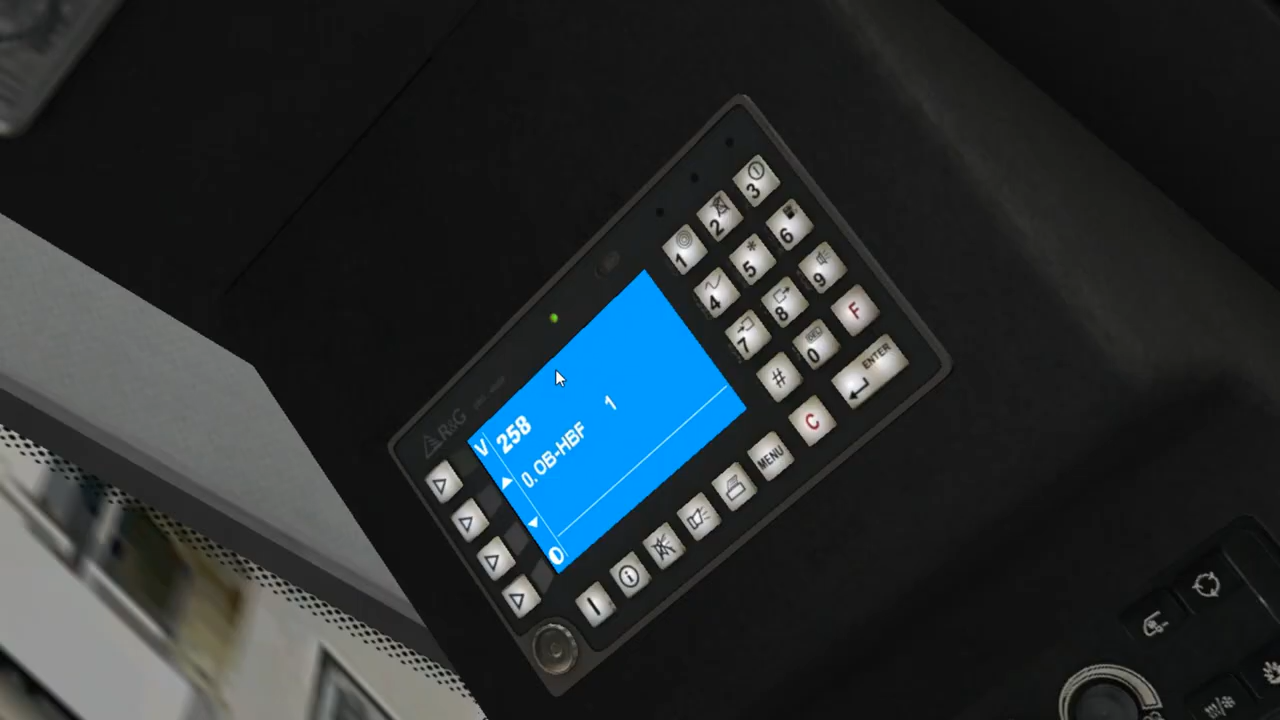 R&G
V 258
0.OB-HBF 1
1 2 3
4 5 6
7 8 9
# 0 F
C ENTER
MENU